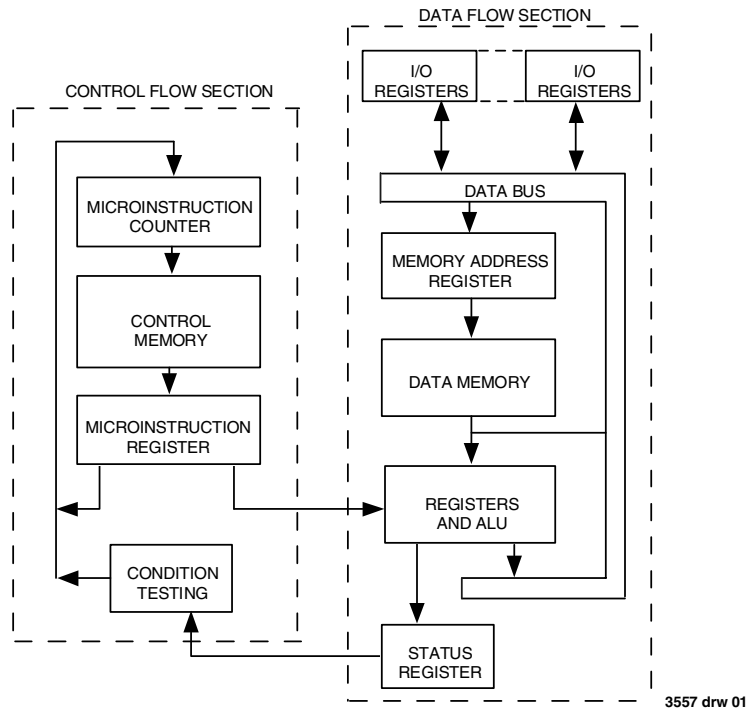 DATA FLOW SECTION
I/O
REGISTERS
I/O
REGISTERS
CONTROL FLOW SECTION
DATA BUS
MICROINSTRUCTION
COUNTER
MEMORY ADDRESS
REGISTER
CONTROL
MEMORY
DATA MEMORY
MICROINSTRUCTION
REGISTER
REGISTERS
AND ALU
CONDITION
TESTING
STATUS
REGISTER
3557 drw 01